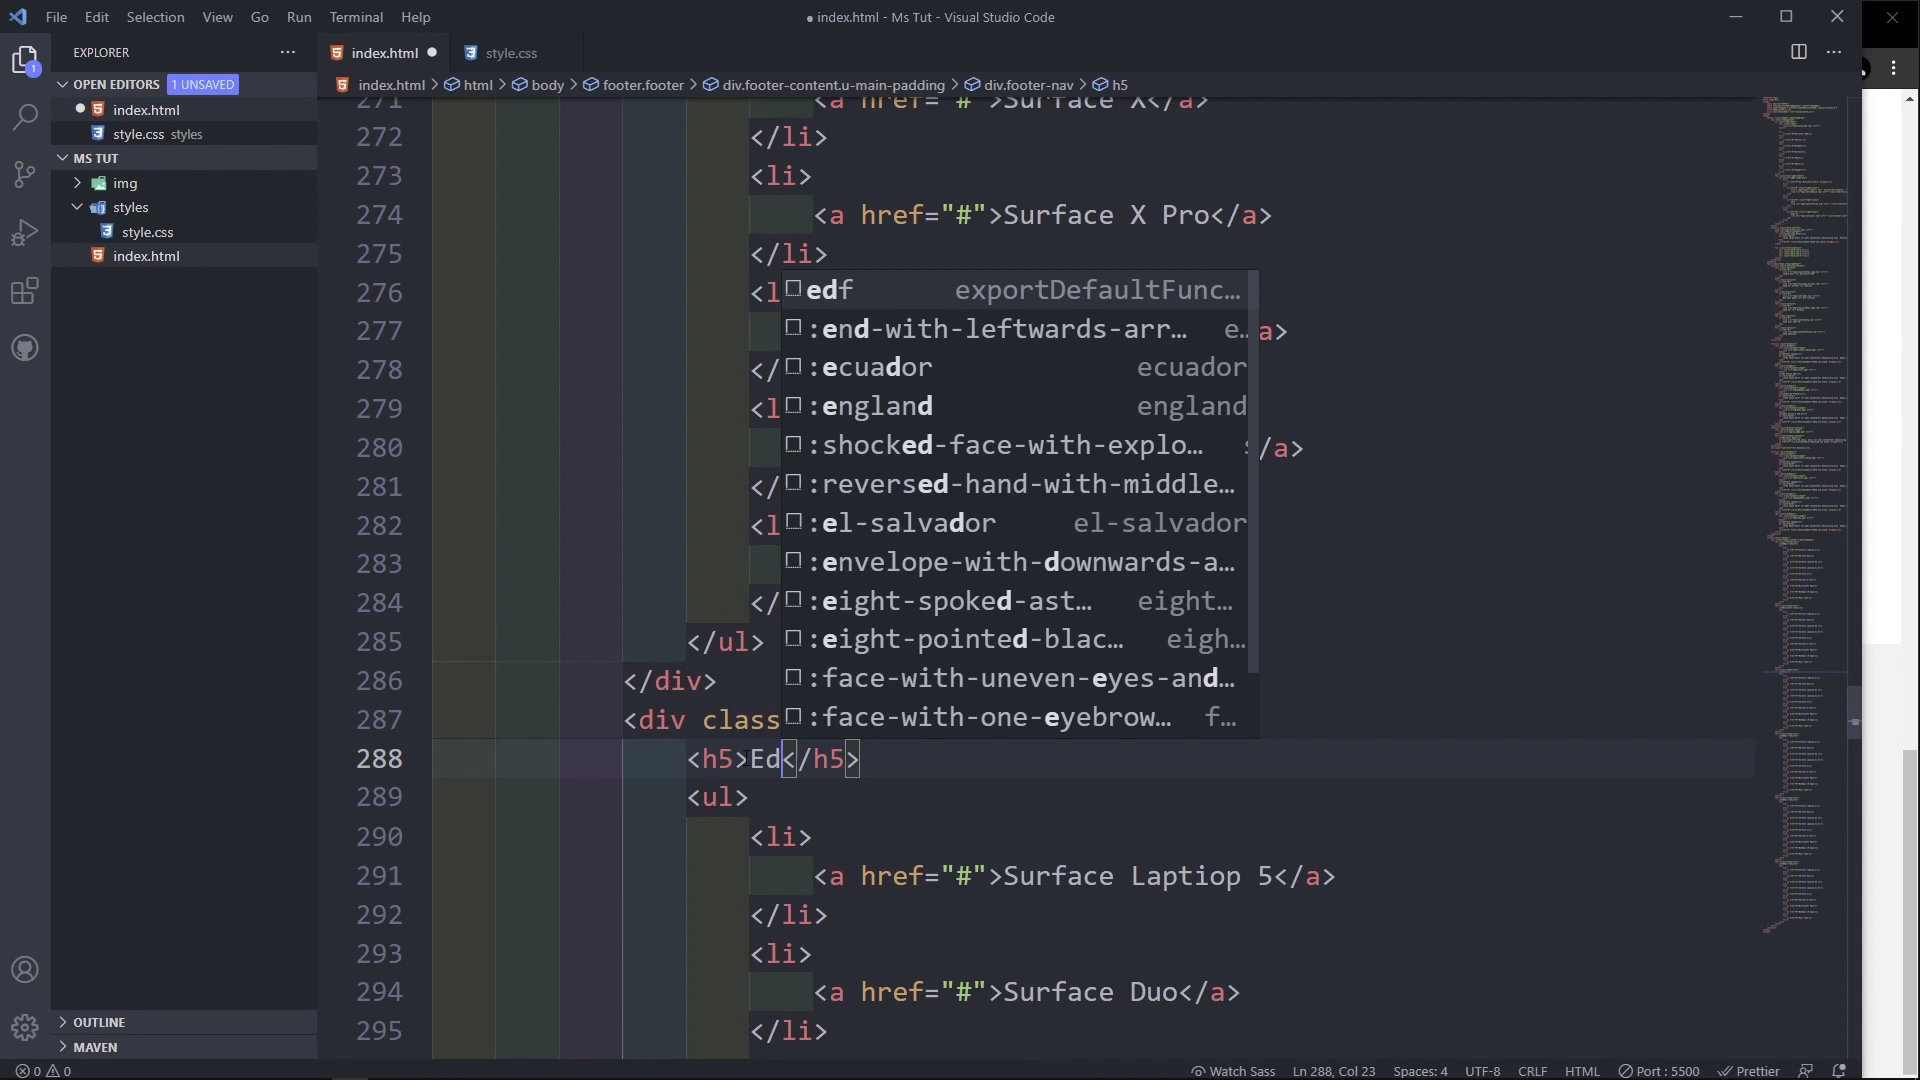 File Edit Selection View Go Run Terminal Help
● index.html - Ms Tut - Visual Studio Code
EXPLORER
index.html
style.css
OPEN EDITORS 1 UNSAVED
index.html > html > body > footer.footer > div.footer-content.u-main-padding > div.footer-nav > h5
index.html
style.css styles
MS TUT
img
styles
style.css
index.html
OUTLINE
MAVEN
271 <a href="#">Surface X</a>
272 </li>
273 <li>
274 <a href="#">Surface X Pro</a>
275 </li>
276 <l
277 a>
278 </
279 <l
280 /a>
281 </
282 <l
283
284 </
285 </ul>
286 </div>
287 <div class
288 <h5>Ed</h5>
289 <ul>
290 <li>
291 <a href="#">Surface Laptiop 5</a>
292 </li>
293 <li>
294 <a href="#">Surface Duo</a>
295 </li>
edf exportDefaultFunc…
:end-with-leftwards-arr… e…
:ecuador ecuador
:england england
:shocked-face-with-explo…
:reversed-hand-with-middle…
:el-salvador el-salvador
:envelope-with-downwards-a…
:eight-spoked-ast… eight…
:eight-pointed-blac… eigh…
:face-with-uneven-eyes-and…
:face-with-one-eyebrow… f…
0 0
Watch Sass Ln 288, Col 23 Spaces: 4 UTF-8 CRLF HTML Port : 5500 Prettier